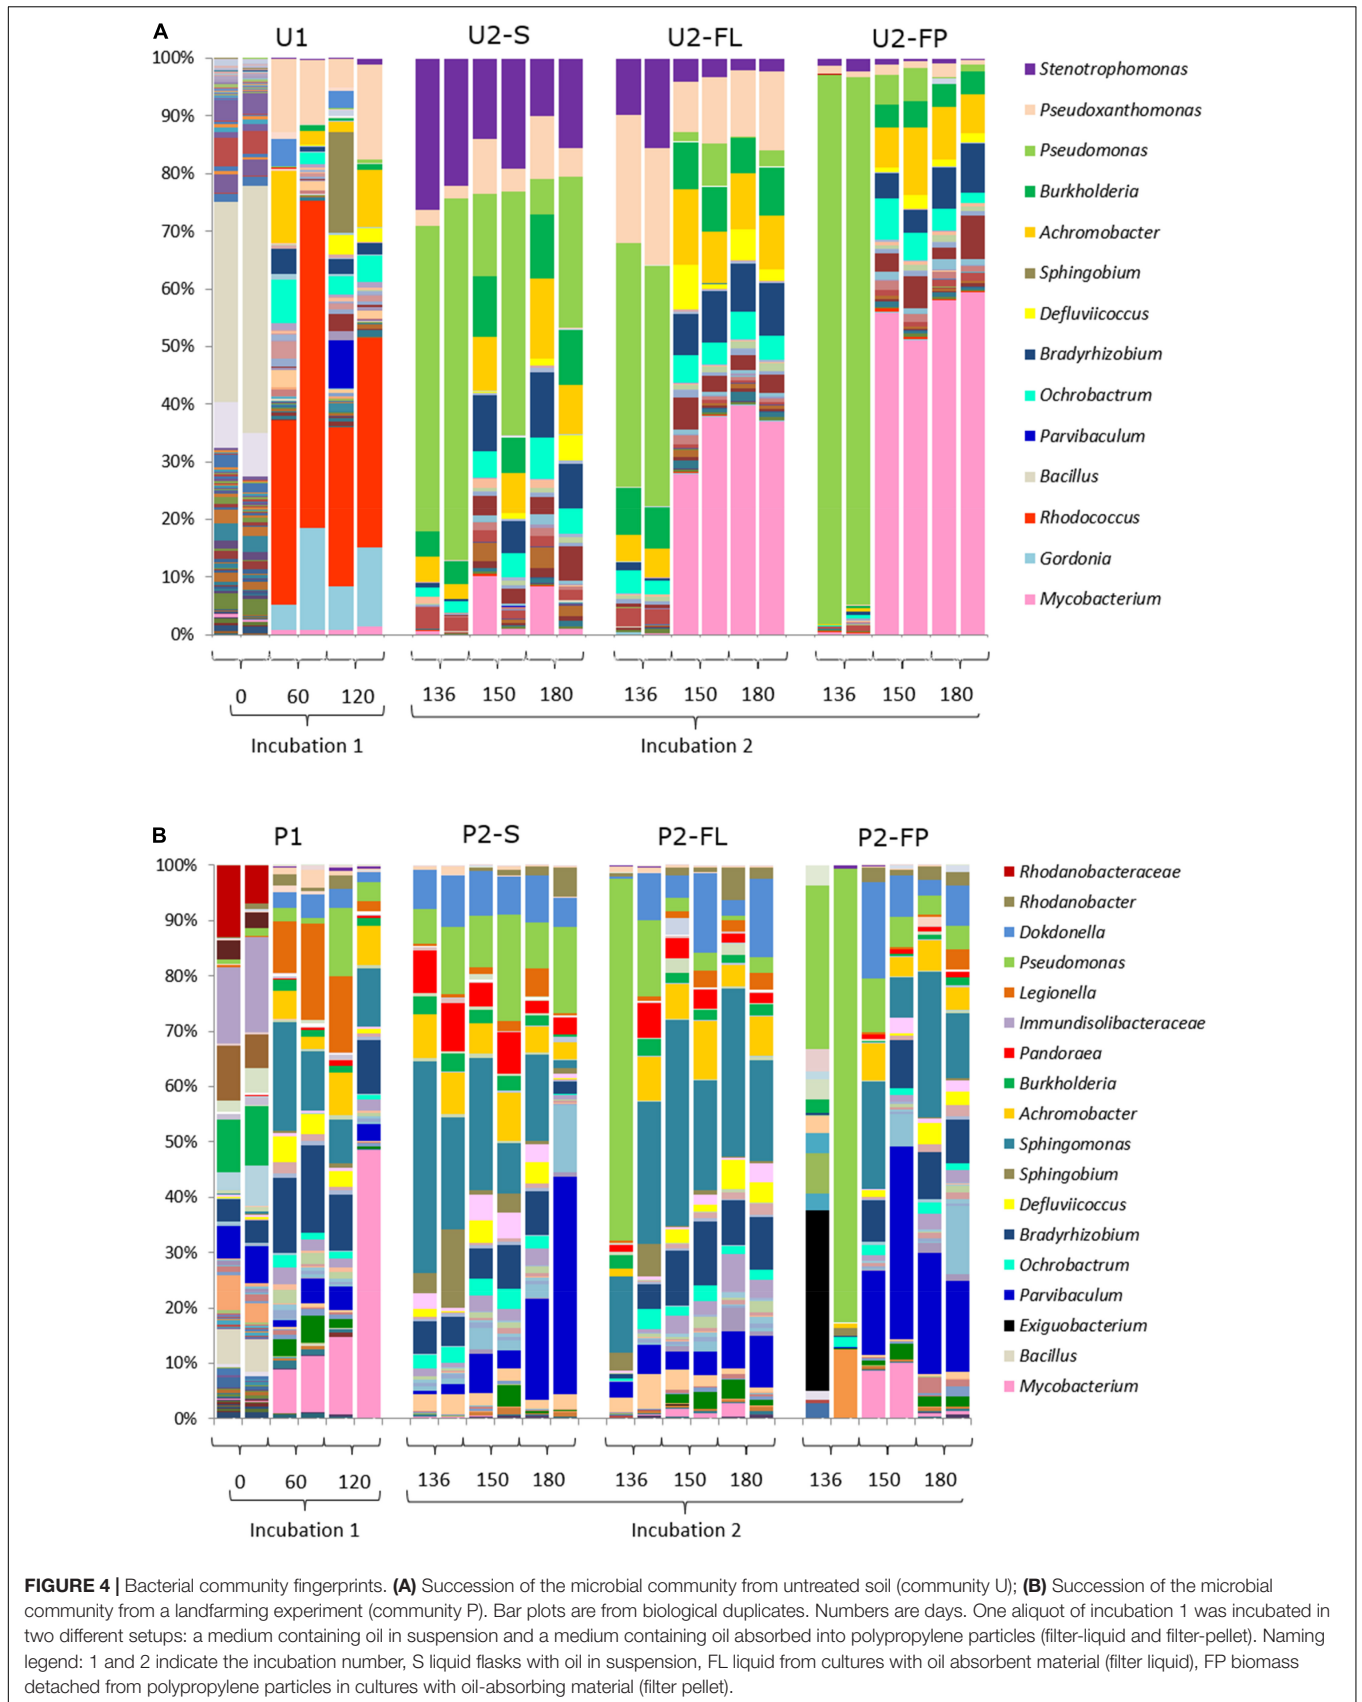 A
U1
U2-S
U2-FL
U2-FP
100%
90%
80%
70%
60%
50%
40%
30%
20%
10%
0%
Stenotrophomonas
Pseudoxanthomonas
Pseudomonas
Burkholderia
Achromobacter
Sphingobium
Defluviicoccus
Bradyrhizobium
Ochrobactrum
Parvibaculum
Bacillus
Rhodococcus
Gordonia
Mycobacterium
0 60 120 136 150 180 136 150 180 136 150 180
Incubation 1 Incubation 2
B
P1
P2-S
P2-FL
P2-FP
100%
90%
80%
70%
60%
50%
40%
30%
20%
10%
0%
Rhodanobacteraceae
Rhodanobacter
Dokdonella
Pseudomonas
Legionella
Immundisolibacteraceae
Pandoraea
Burkholderia
Achromobacter
Sphingomonas
Sphingobium
Defluviicoccus
Bradyrhizobium
Ochrobactrum
Parvibaculum
Exiguobacterium
Bacillus
Mycobacterium
0 60 120 136 150 180 136 150 180 136 150 180
Incubation 1 Incubation 2
FIGURE 4 | Bacterial community fingerprints. (A) Succession of the microbial community from untreated soil (community U); (B) Succession of the microbial
community from a landfarming experiment (community P). Bar plots are from biological duplicates. Numbers are days. One aliquot of incubation 1 was incubated in
two different setups: a medium containing oil in suspension and a medium containing oil absorbed into polypropylene particles (filter-liquid and filter-pellet). Naming
legend: 1 and 2 indicate the incubation number, S liquid flasks with oil in suspension, FL liquid from cultures with oil absorbent material (filter liquid), FP biomass
detached from polypropylene particles in cultures with oil-absorbing material (filter pellet).